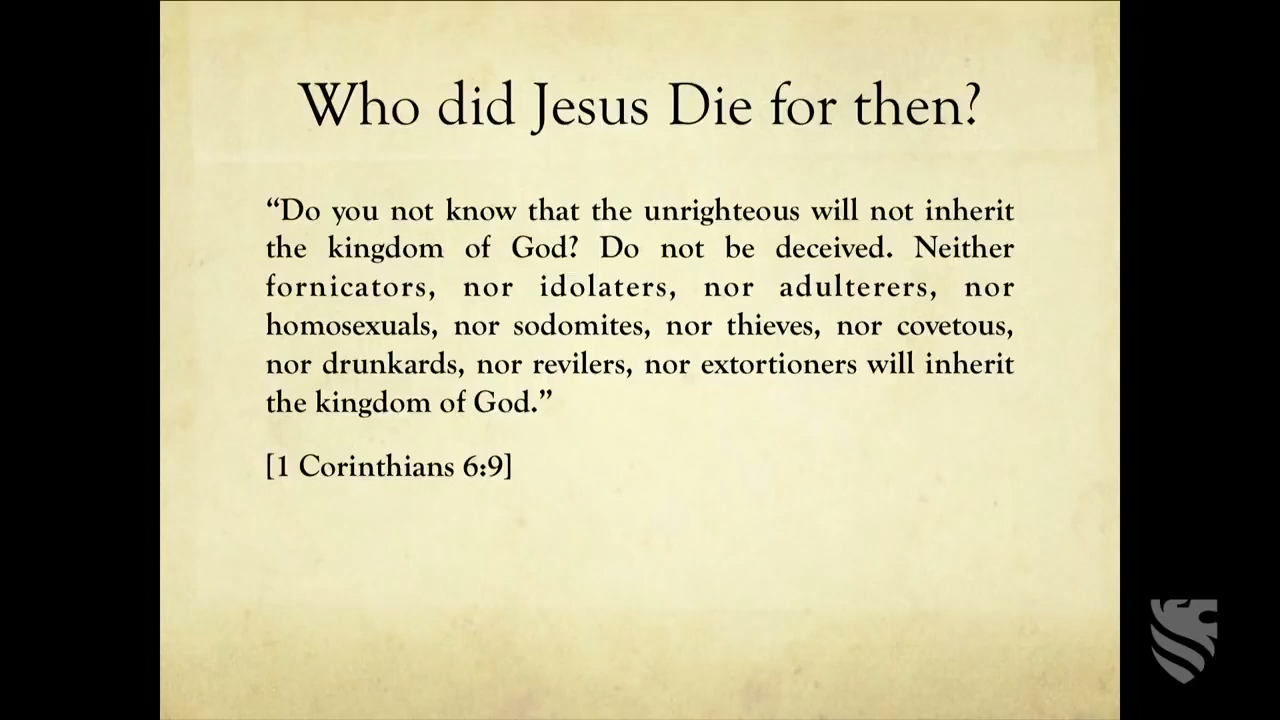 Who did Jesus Die for then?
“Do you not know that the unrighteous will not inherit
the kingdom of God? Do not be deceived. Neither
fornicators, nor idolaters, nor adulterers, nor
homosexuals, nor sodomites, nor thieves, nor covetous,
nor drunkards, nor revilers, nor extortioners will inherit
the kingdom of God.”
[1 Corinthians 6:9]